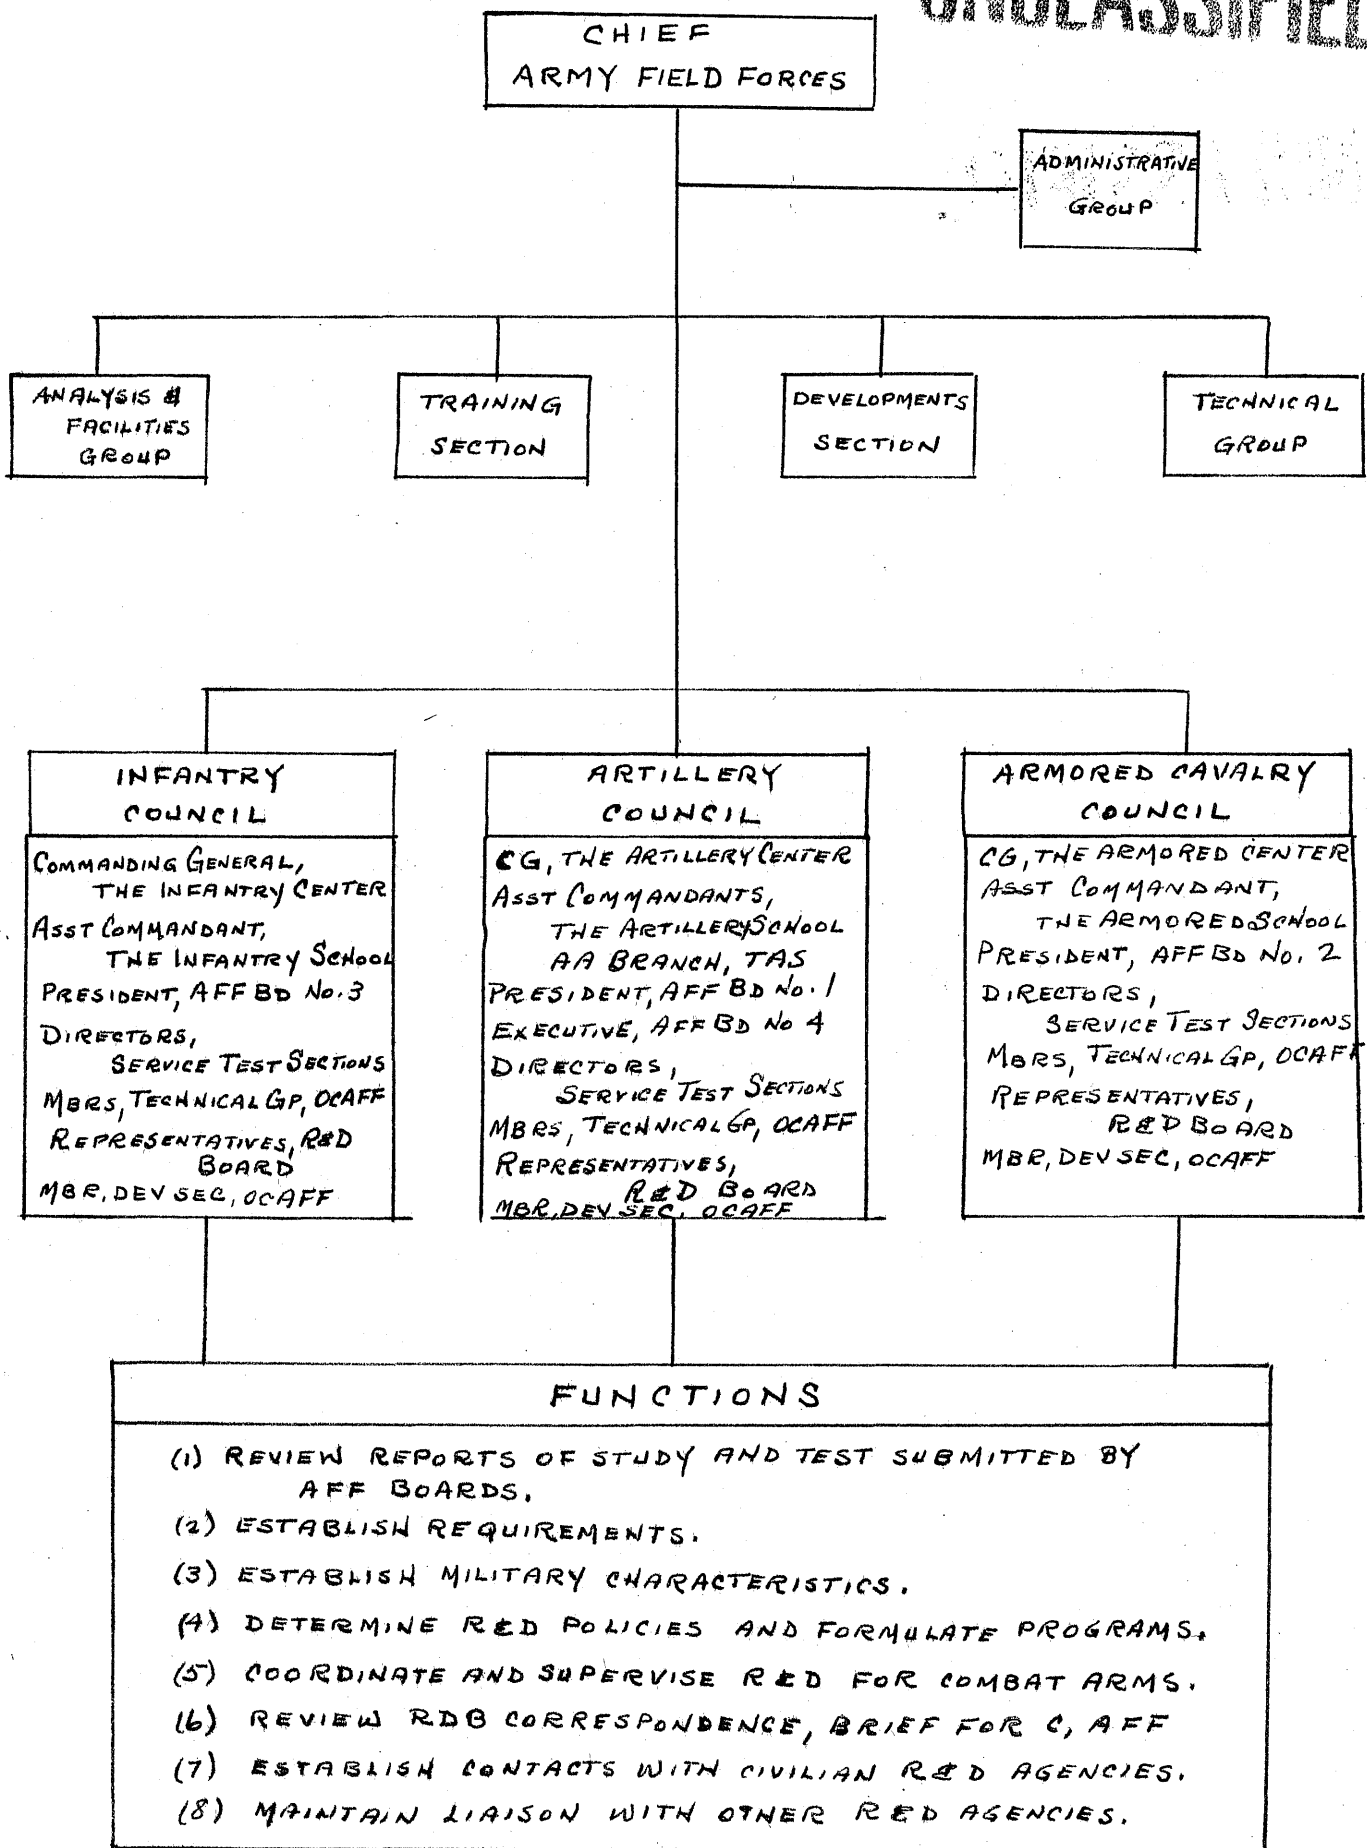 UNCLASSIFIED
CHIEF
ARMY FIELD FORCES
ADMINISTRATIVE
GROUP
ANALYSIS &
FACILITIES
GROUP
TRAINING
SECTION
DEVELOPMENTS
SECTION
TECHNICAL
GROUP
INFANTRY
COUNCIL
COMMANDING GENERAL,
THE INFANTRY CENTER
ASST COMMANDANT,
THE INFANTRY SCHOOL
PRESIDENT, AFF BD No. 3
DIRECTORS,
SERVICE TEST SECTIONS
MBRS, TECHNICAL GP, OCAFF
REPRESENTATIVES, R&D
BOARD
MBR, DEV SEC, OCAFF
ARTILLERY
COUNCIL
CG, THE ARTILLERY CENTER
ASST COMMANDANTS,
THE ARTILLERY SCHOOL
AA BRANCH, TAS
PRESIDENT, AFF BD No. 1
EXECUTIVE, AFF BD No 4
DIRECTORS,
SERVICE TEST SECTIONS
MBRS, TECHNICAL GP, OCAFF
REPRESENTATIVES,
R&D BOARD
MBR, DEV SEC, OCAFF
ARMORED CAVALRY
COUNCIL
CG, THE ARMORED CENTER
ASST COMMANDANT,
THE ARMORED SCHOOL
PRESIDENT, AFF BD No. 2
DIRECTORS,
SERVICE TEST SECTIONS
MBRS, TECHNICAL GP, OCAFF
REPRESENTATIVES,
R&D BOARD
MBR, DEV SEC, OCAFF
FUNCTIONS
(1) REVIEW REPORTS OF STUDY AND TEST SUBMITTED BY
AFF BOARDS.
(2) ESTABLISH REQUIREMENTS.
(3) ESTABLISH MILITARY CHARACTERISTICS.
(4) DETERMINE R&D POLICIES AND FORMULATE PROGRAMS.
(5) COORDINATE AND SUPERVISE R&D FOR COMBAT ARMS.
(6) REVIEW RDB CORRESPONDENCE, BRIEF FOR C, AFF
(7) ESTABLISH CONTACTS WITH CIVILIAN R&D AGENCIES.
(8) MAINTAIN LIAISON WITH OTHER R&D AGENCIES.